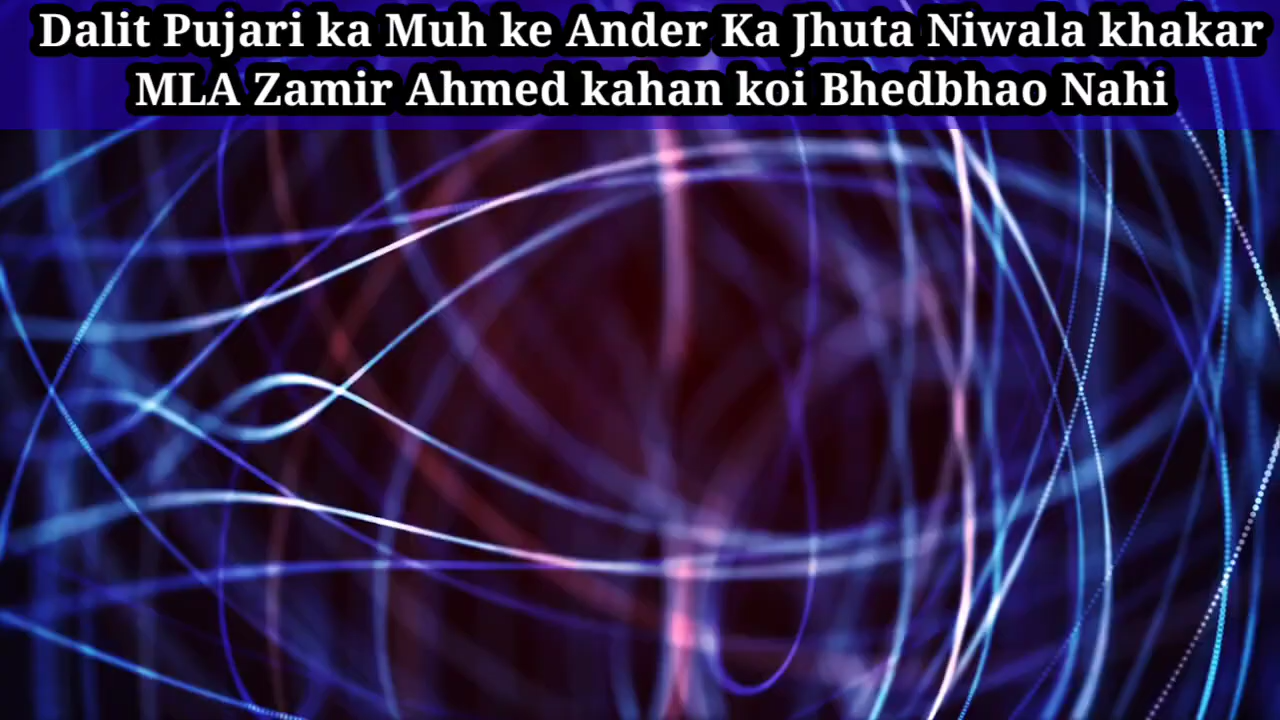 Dalit Pujari ka Muh ke Ander Ka Jhuta Niwala khakar
MLA Zamir Ahmed kahan koi Bhedbhao Nahi